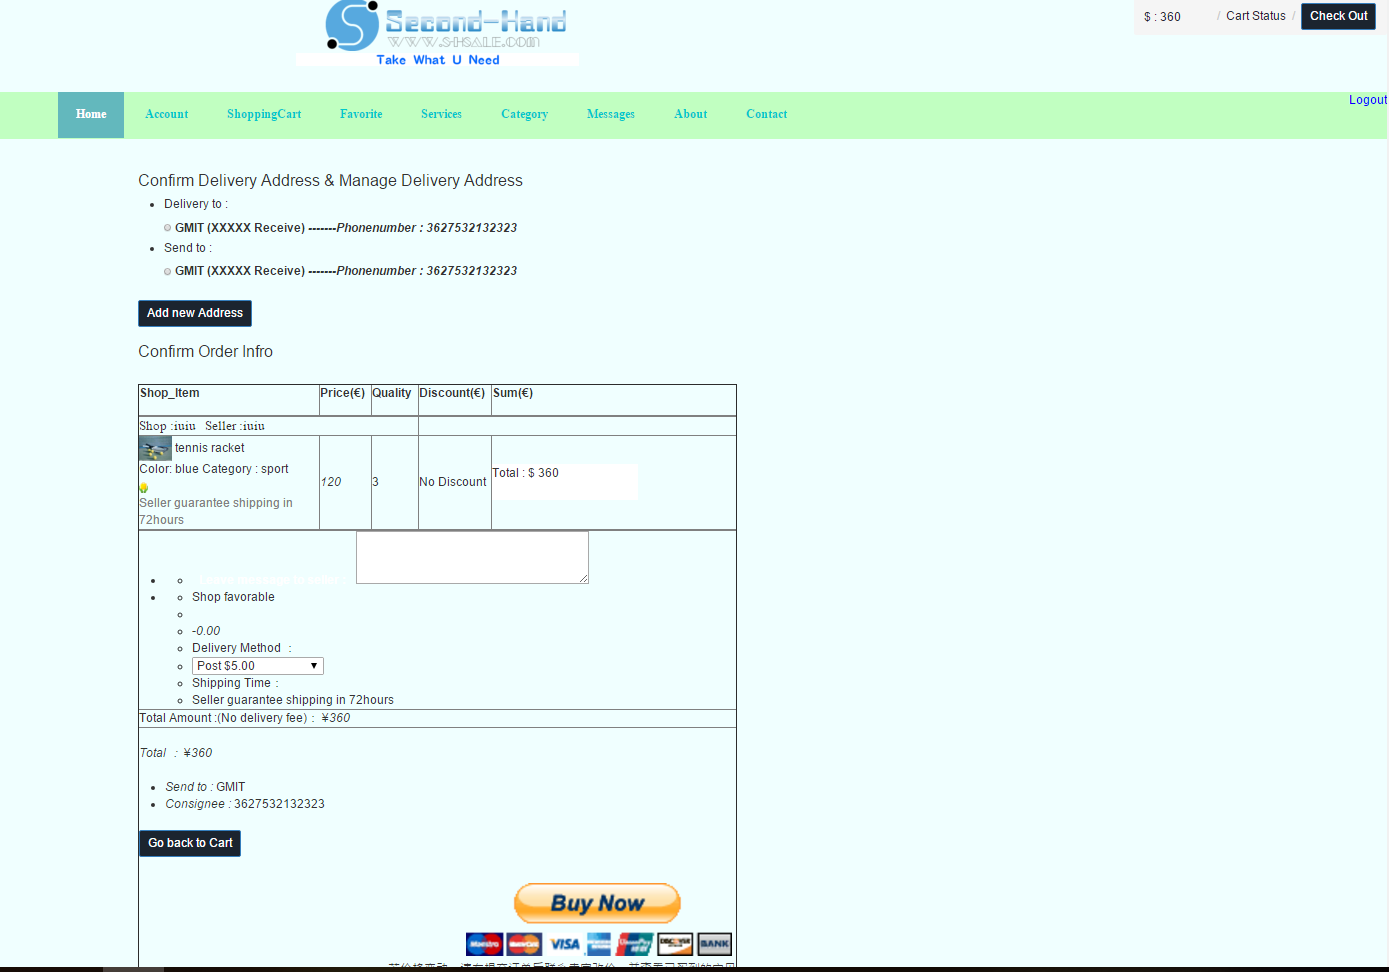 Second-Hand
WWW.SHSALE.COM
Take What U Need
$ : 360 / Cart Status / Check Out
Logout
Home Account ShoppingCart Favorite Services Category Messages About Contact
Confirm Delivery Address & Manage Delivery Address
Delivery to :
GMIT (XXXXX Receive) -------Phonenumber : 3627532132323
Send to :
GMIT (XXXXX Receive) -------Phonenumber : 3627532132323
Add new Address
Confirm Order Infro
Shop_Item Price(€) Quality Discount(€) Sum(€)
Shop :iuiu Seller :iuiu
tennis racket
Color: blue Category : sport
Seller guarantee shipping in
72hours
120 3 No Discount Total : $ 360
Shop favorable
-0.00
Delivery Method :
Post $5.00
Shipping Time :
Seller guarantee shipping in 72hours
Total Amount :(No delivery fee) : ¥360
Total : ¥360
Send to : GMIT
Consignee : 3627532132323
Go back to Cart
Buy Now
Maestro MasterCard VISA UnionPay DISCOVER BANK